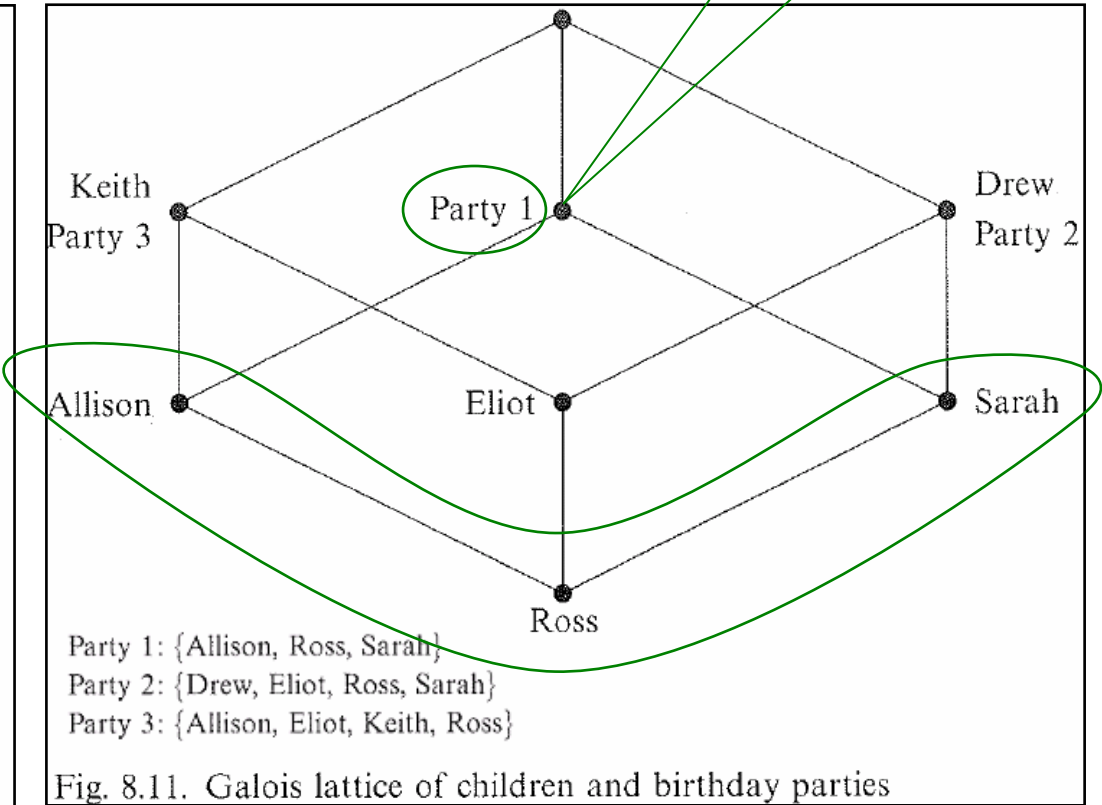 Keith
Party 3
Party 1
Drew
Party 2
Allison
Eliot
Sarah
Ross
Party 1: {Allison, Ross, Sarah}
Party 2: {Drew, Eliot, Ross, Sarah}
Party 3: {Allison, Eliot, Keith, Ross}
Fig. 8.11. Galois lattice of children and birthday parties